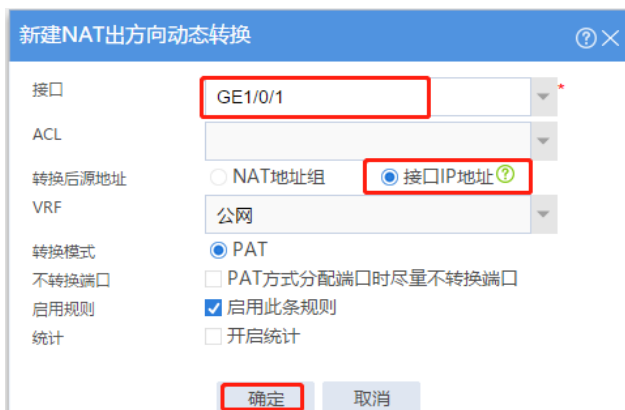 新建NAT出方向动态转换
接口 GE1/0/1 *
ACL
转换后源地址 NAT地址组 接口IP地址
VRF 公网
转换模式 PAT
不转换端口 PAT方式分配端口时尽量不转换端口
启用规则 启用此条规则
统计 开启统计
确定 取消